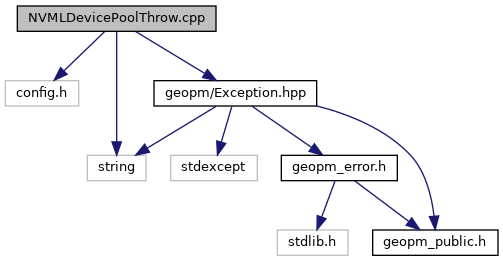 NVMLDevicePoolThrow.cpp
config.h
geopm/Exception.hpp
string
stdexcept
geopm_error.h
stdlib.h
geopm_public.h